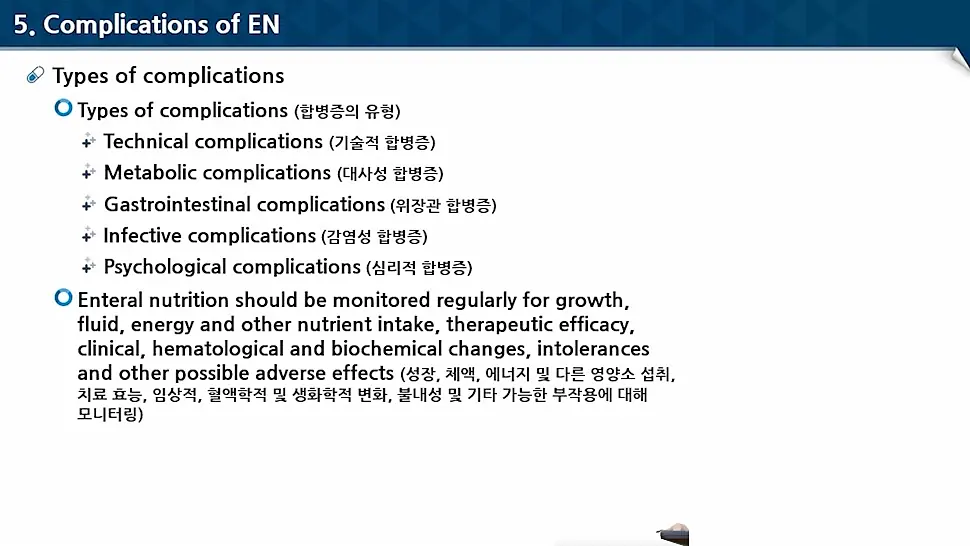 5. Complications of EN
Types of complications
Types of complications (합병증의 유형)
Technical complications (기술적 합병증)
Metabolic complications (대사성 합병증)
Gastrointestinal complications (위장관 합병증)
Infective complications (감염성 합병증)
Psychological complications (심리적 합병증)
Enteral nutrition should be monitored regularly for growth,
fluid, energy and other nutrient intake, therapeutic efficacy,
clinical, hematological and biochemical changes, intolerances
and other possible adverse effects (성장, 체액, 에너지 및 다른 영양소 섭취,
치료 효능, 임상적, 혈액학적 및 생화학적 변화, 불내성 및 기타 가능한 부작용에 대해
모니터링)